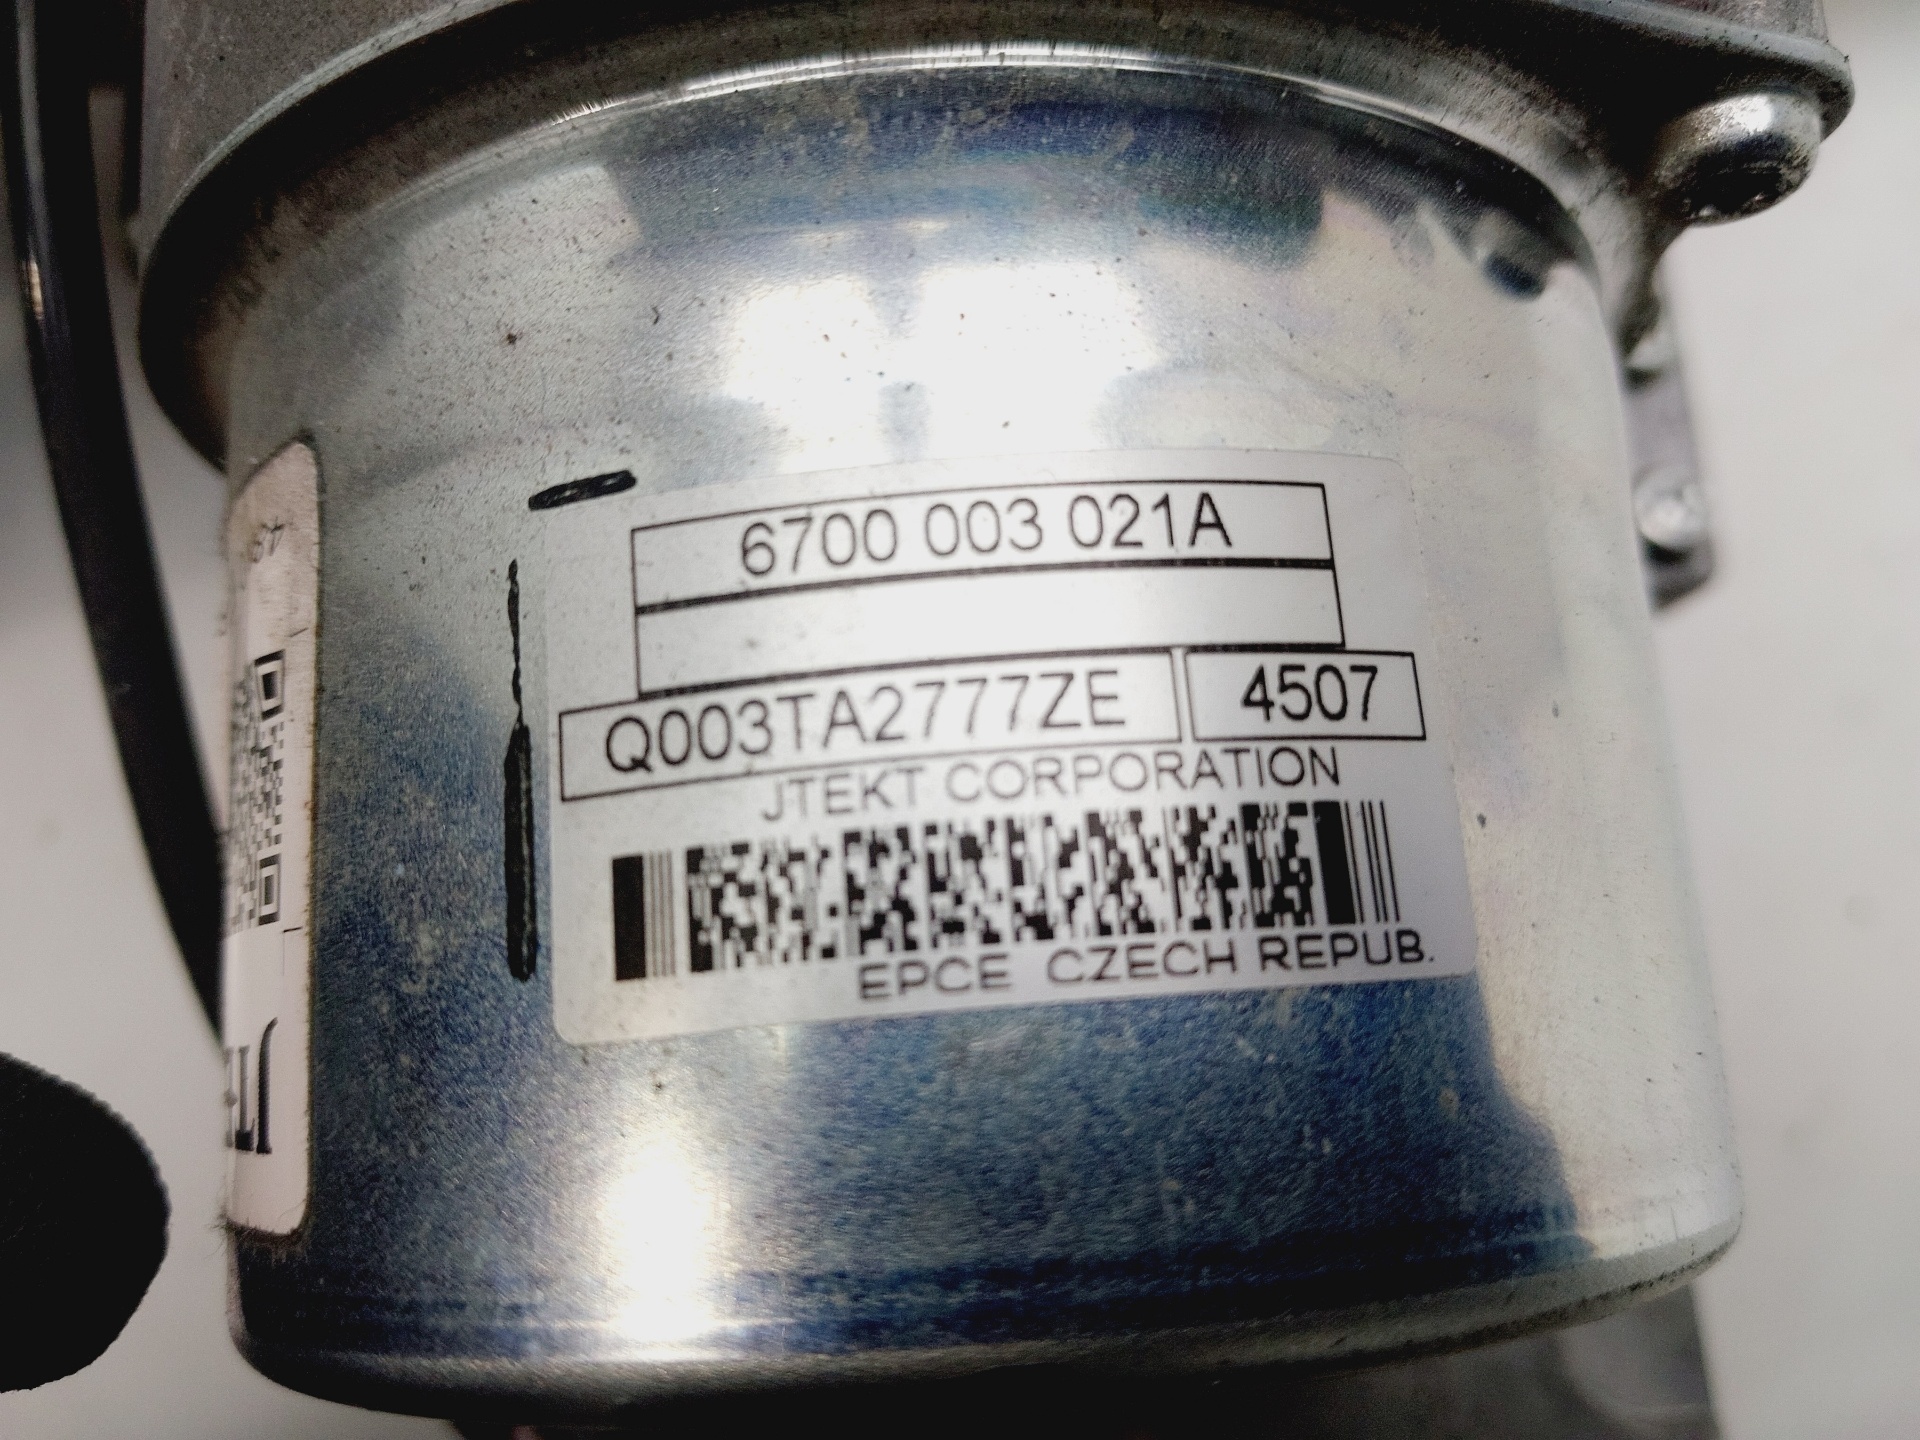 6700 003 021A
Q003TA2777ZE 4507
JTEKT CORPORATION
EPCE CZECH REPUB.